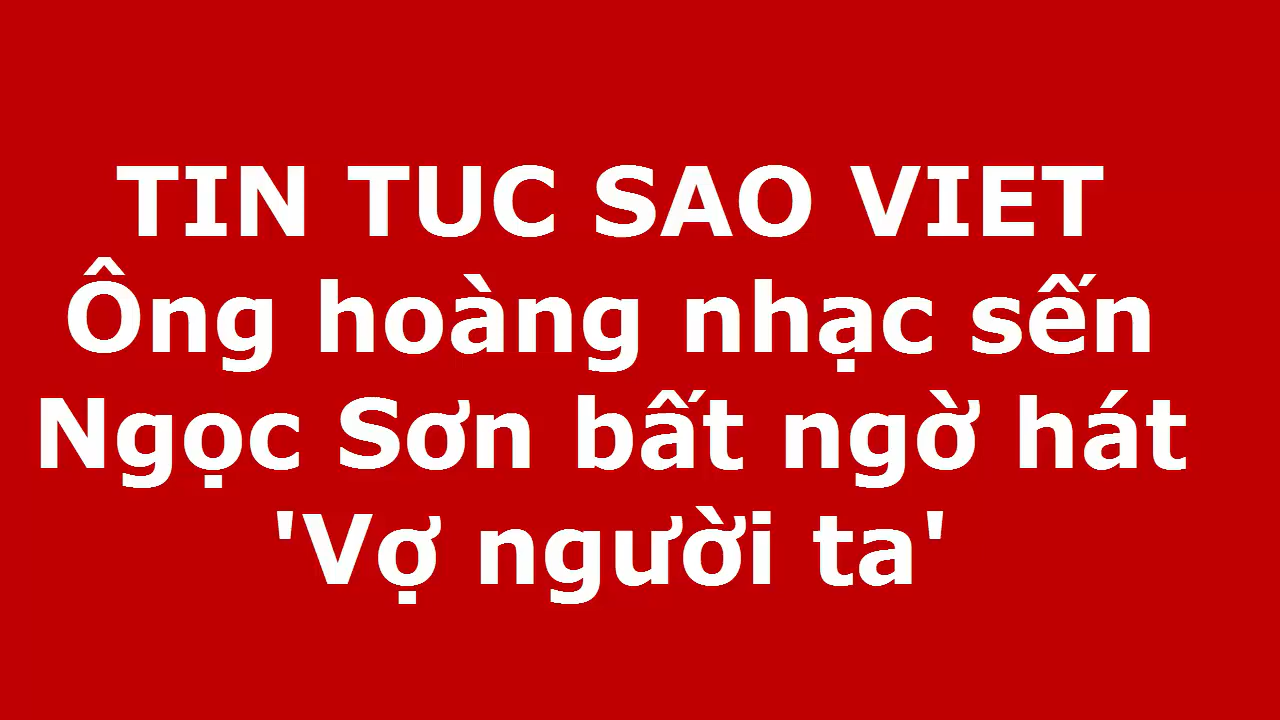 TIN TUC SAO VIET
Ông hoàng nhạc sến
Ngọc Sơn bất ngờ hát
'Vợ người ta'